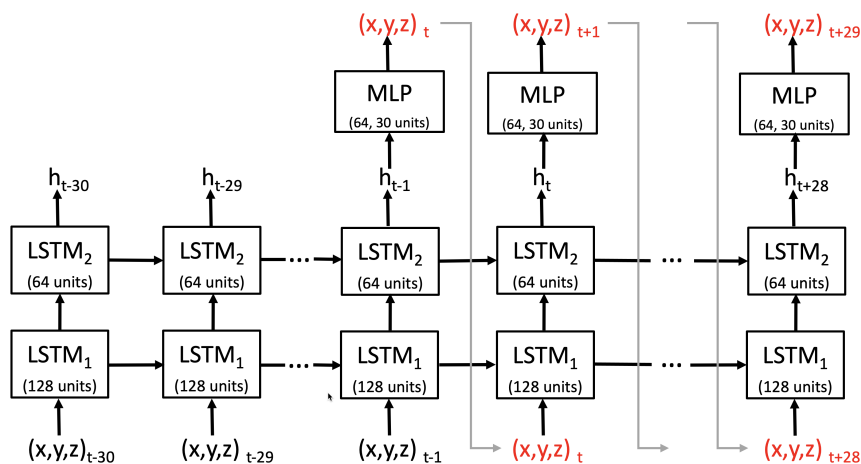 (x,y,z) t (x,y,z) t+1 (x,y,z) t+29
MLP MLP MLP
(64, 30 units) (64, 30 units) (64, 30 units)
ht-30 ht-29 ht-1 ht ht+28
LSTM2 LSTM2 ... LSTM2 LSTM2 ... LSTM2
(64 units) (64 units) (64 units) (64 units) (64 units)
LSTM1 LSTM1 ... LSTM1 LSTM1 ... LSTM1
(128 units) (128 units) (128 units) (128 units) (128 units)
(x,y,z)t-30 (x,y,z) t-29 (x,y,z) t-1 (x,y,z) t (x,y,z) t+28